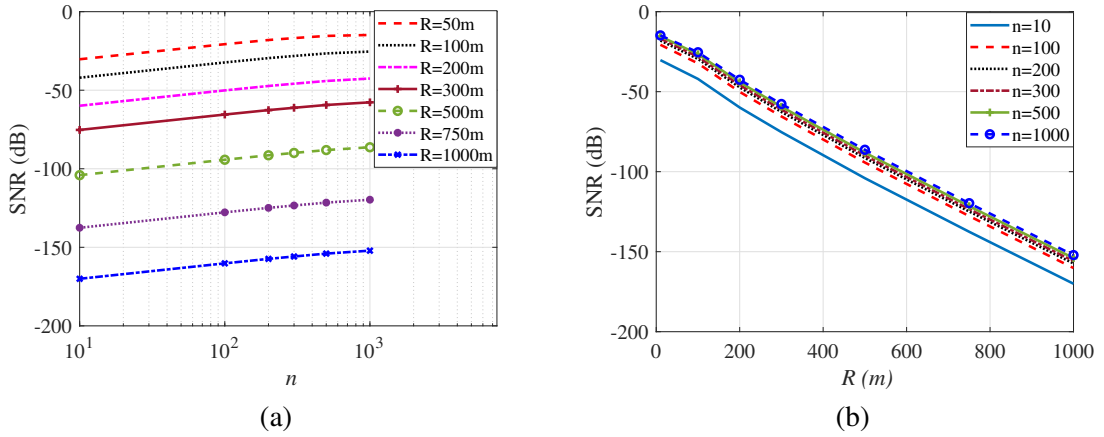 0
-50
-100
-150
-200
SNR (dB)
10^1
10^2
10^3
n
R=50m
R=100m
R=200m
R=300m
R=500m
R=750m
R=1000m
(a)
0
-50
-100
-150
-200
SNR (dB)
0
200
400
600
800
1000
R (m)
n=10
n=100
n=200
n=300
n=500
n=1000
(b)